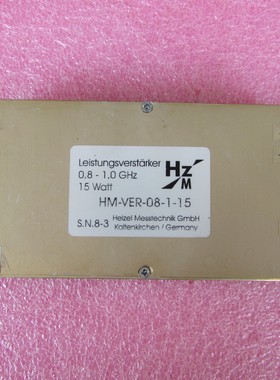 Leistungsverstärker
0,8 - 1,0 GHz
15 Watt
HzM
HM-VER-08-1-15
S.N.8-3
Heizel Messtechnik GmbH
Kaltenkirchen / Germany